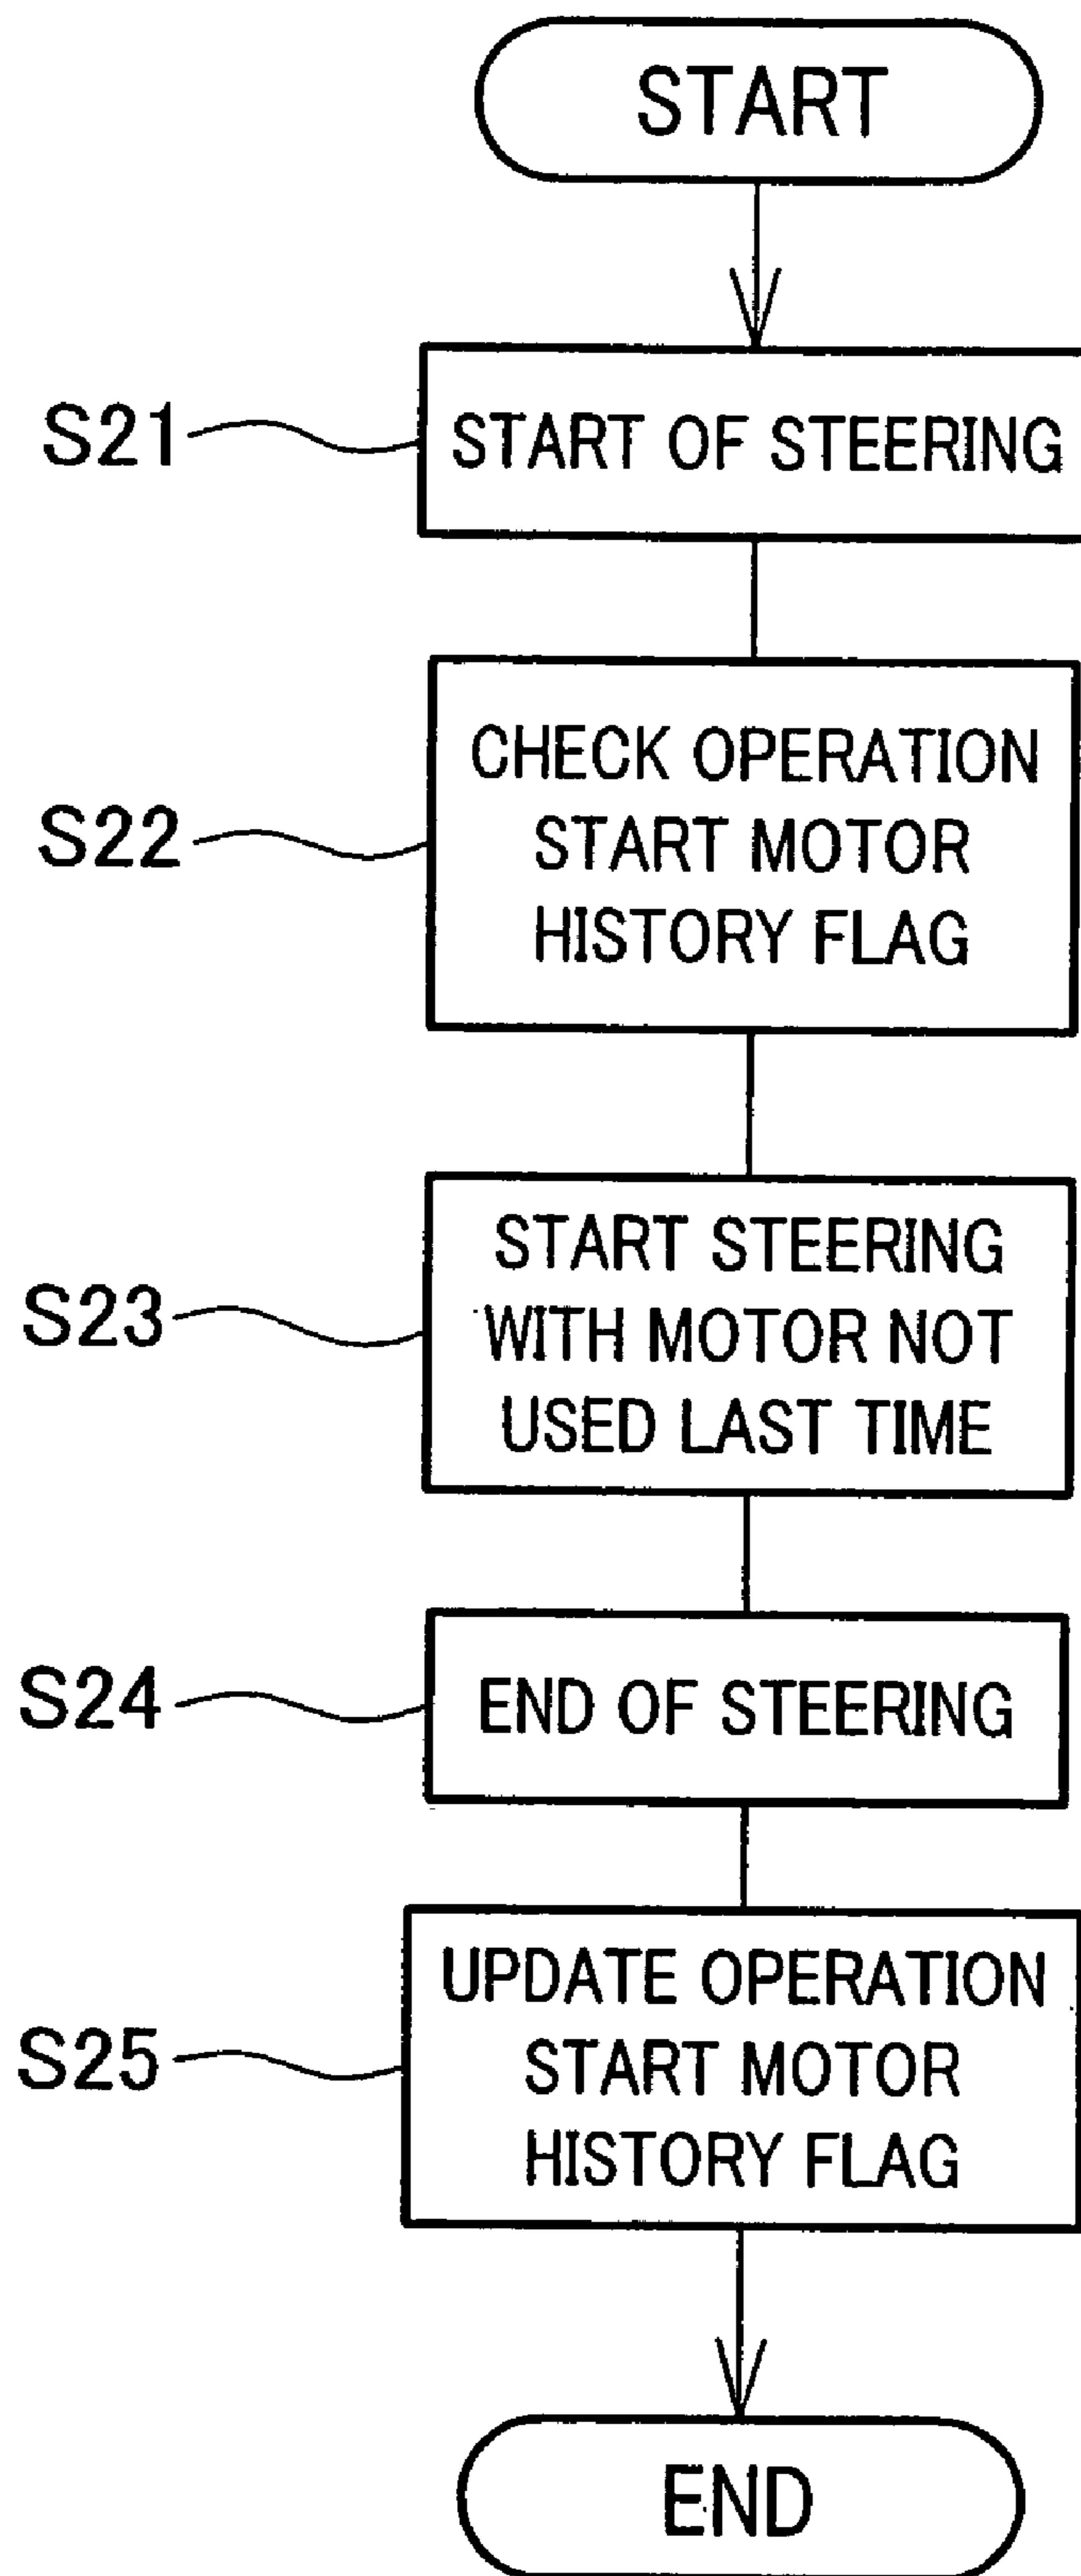 START
S21
START OF STEERING
S22
CHECK OPERATION
START MOTOR
HISTORY FLAG
S23
START STEERING
WITH MOTOR NOT
USED LAST TIME
S24
END OF STEERING
S25
UPDATE OPERATION
START MOTOR
HISTORY FLAG
END